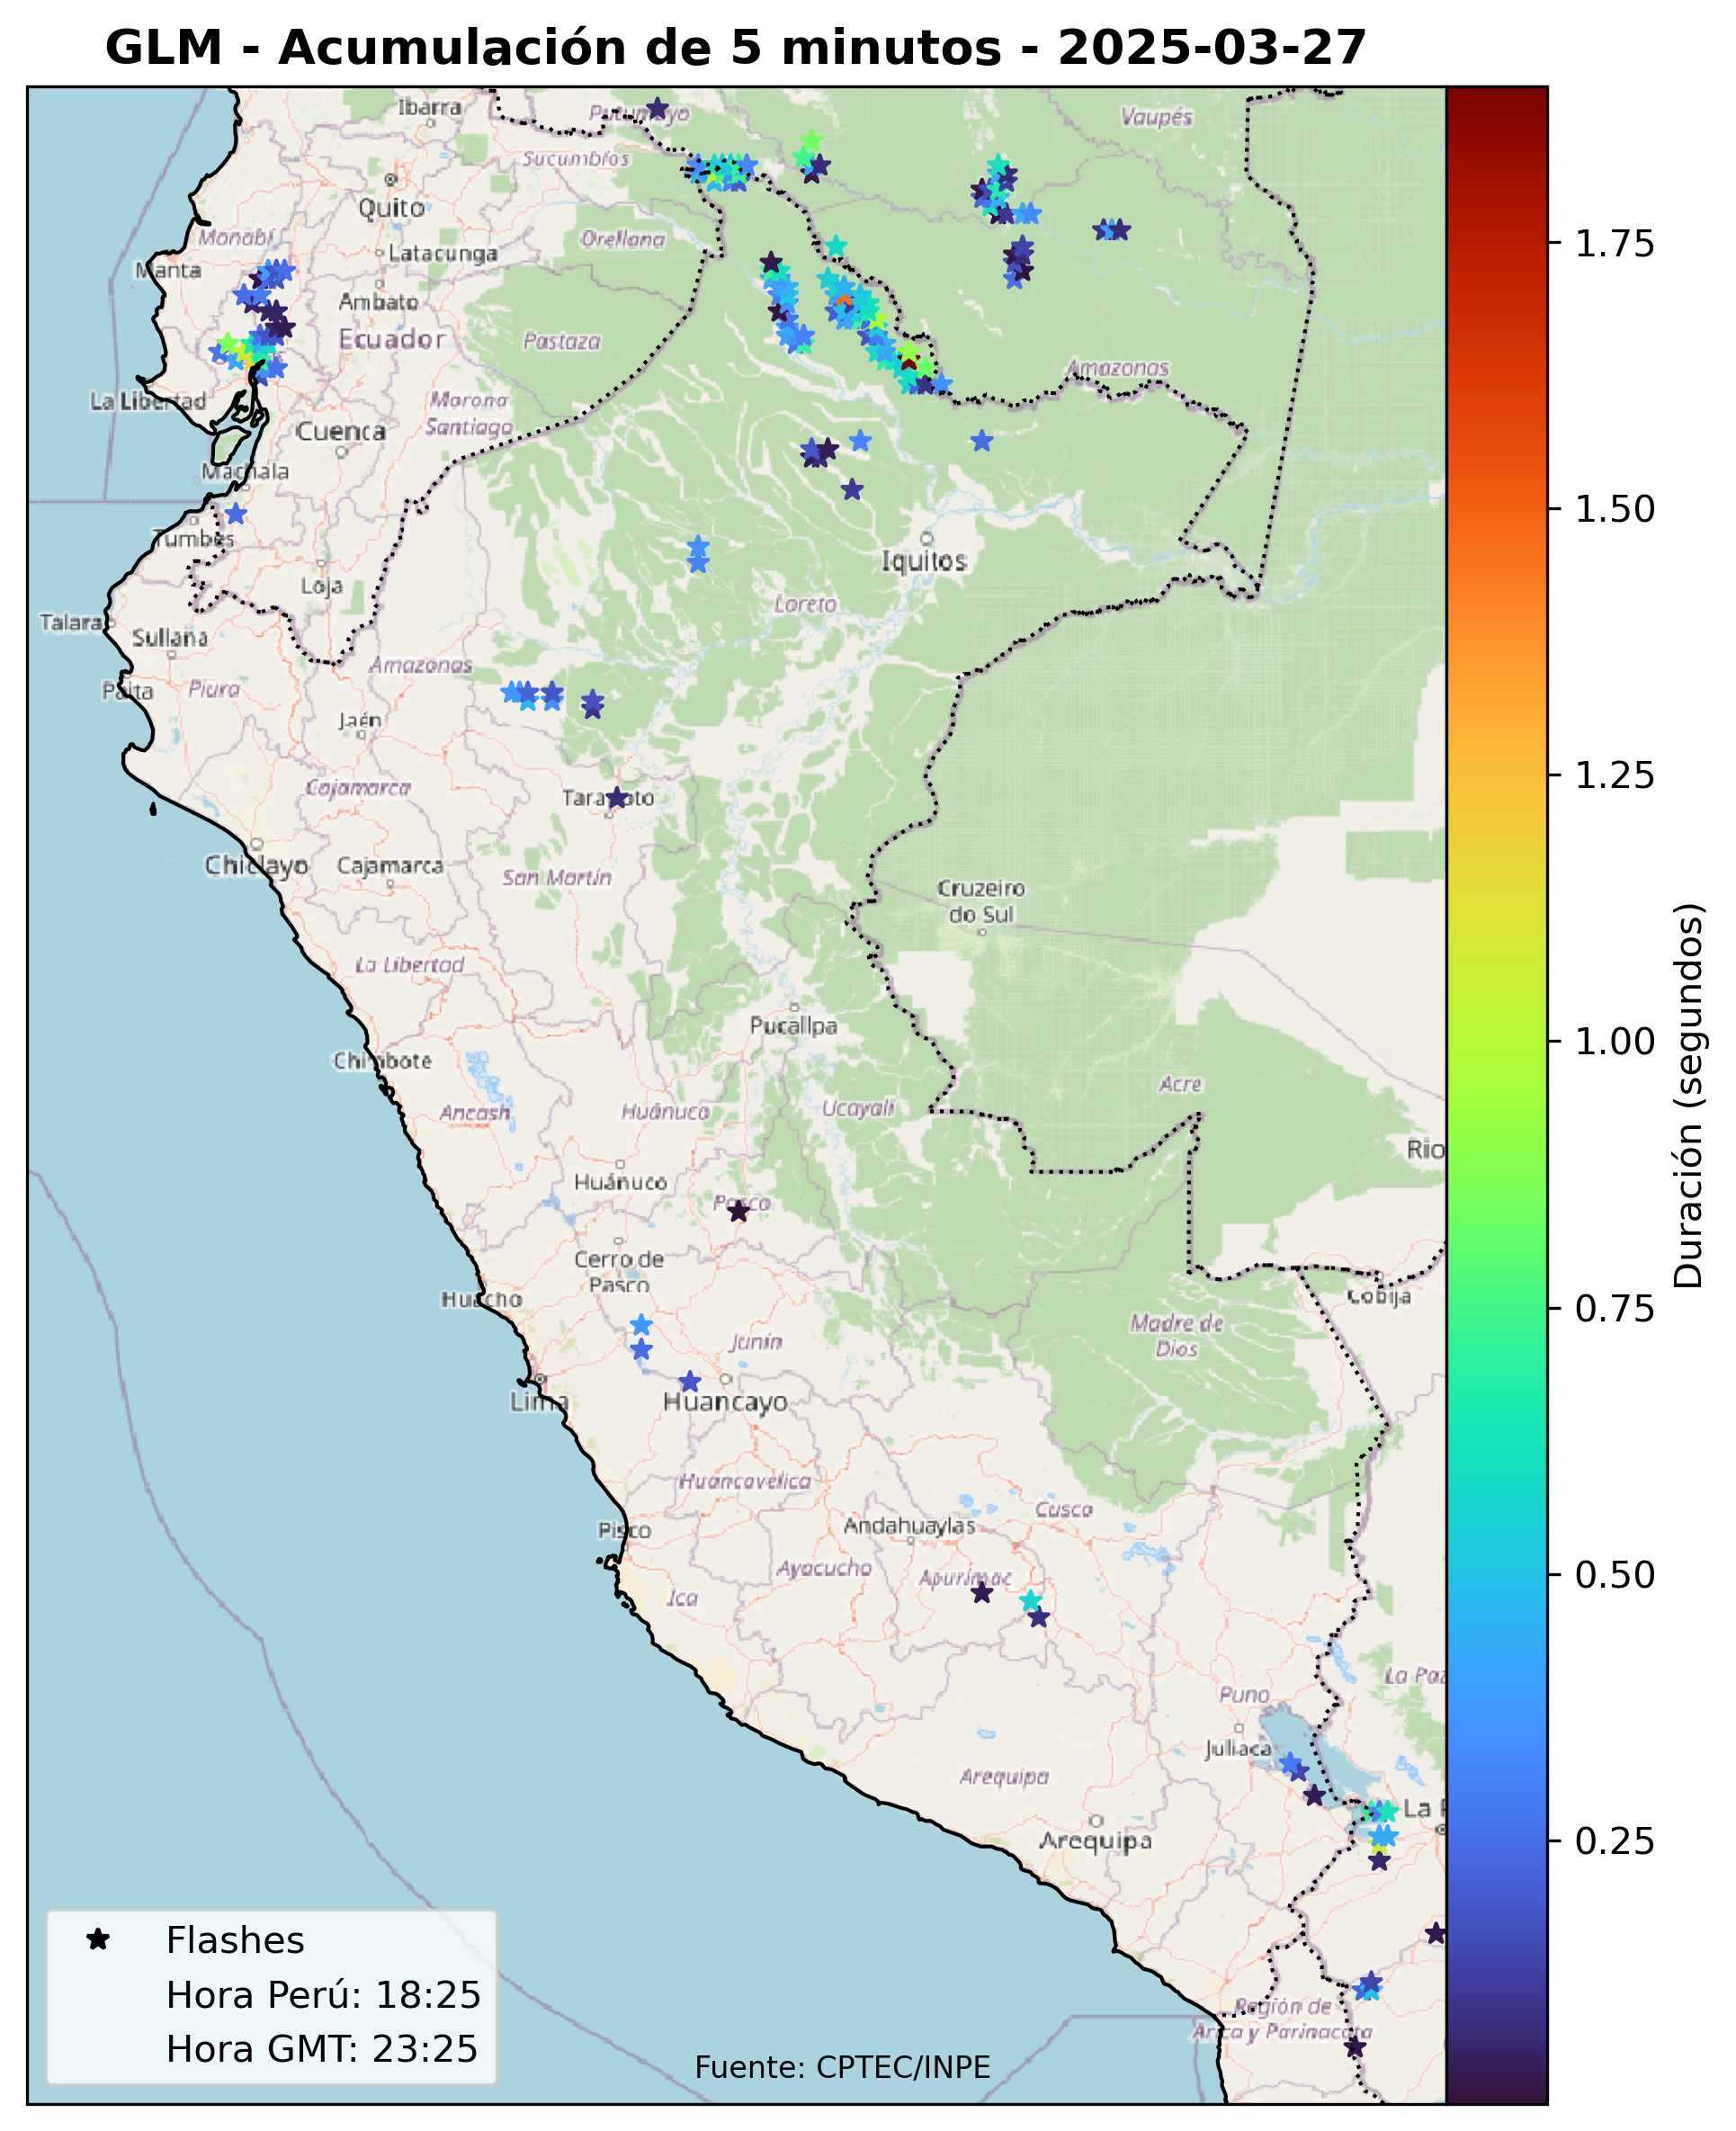 GLM - Acumulación de 5 minutos - 2025-03-27
Ibarra
Putumayo
Vaupés
Sucumbíos
Quito
Manabí
Orellana
Latacunga
Manta
Ambato
Ecuador
Pastaza
Amazonas
La Libertad
Morona
Santiago
Cuenca
Machala
Tumbes
Iquitos
Loja
Loreto
Talara
Sullana
Amazonas
Paita
Piura
Jaén
Cajamarca
Tarapoto
Chiclayo
Cajamarca
San Martín
Cruzeiro
do Sul
La Libertad
Pucallpa
Chimbote
Acre
Ancash
Huánuco
Ucayali
Rio
Huánuco
Pasco
Cerro de
Pasco
Huacho
Cobija
Madre de
Dios
Junín
Lima
Huancayo
Huancavelica
Cusco
Pisco
Andahuaylas
Ayacucho
Apurímac
Ica
La Paz
Puno
Juliaca
Arequipa
La P
Arequipa
Región de
Arica y Parinacota
Flashes
Hora Perú: 18:25
Hora GMT: 23:25
Fuente: CPTEC/INPE
1.75
1.50
1.25
1.00
0.75
0.50
0.25
Duración (segundos)